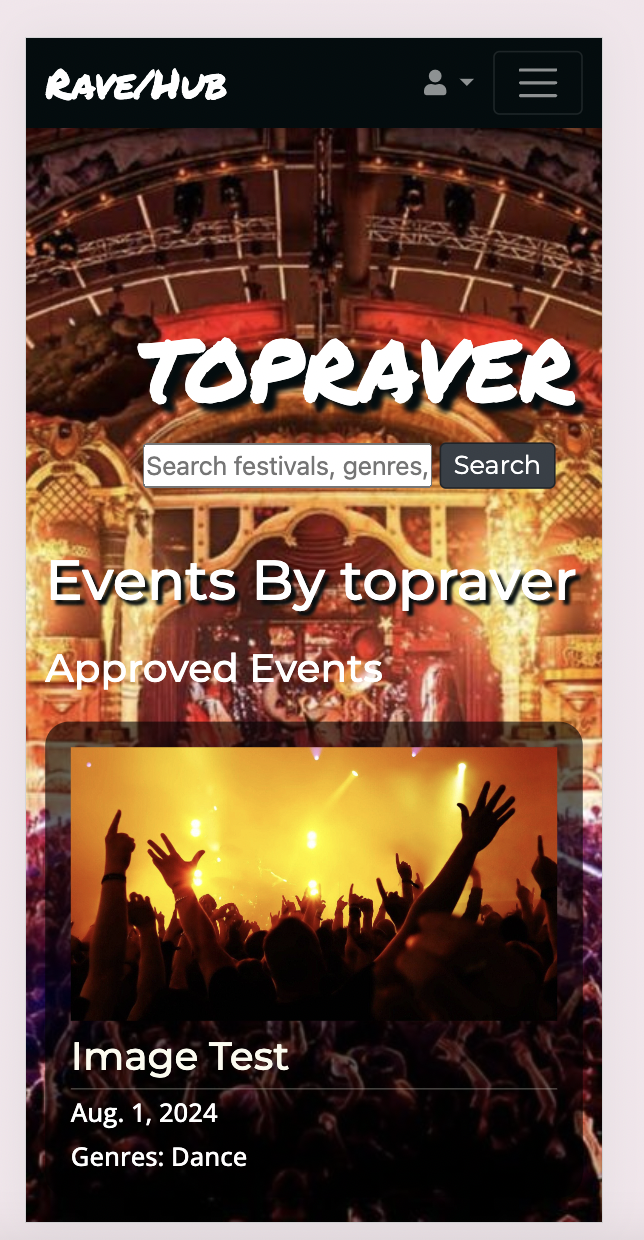 Rave/Hub
topraver
Search festivals, genres,
Search
Events By topraver
Approved Events
Image Test
Aug. 1, 2024
Genres: Dance